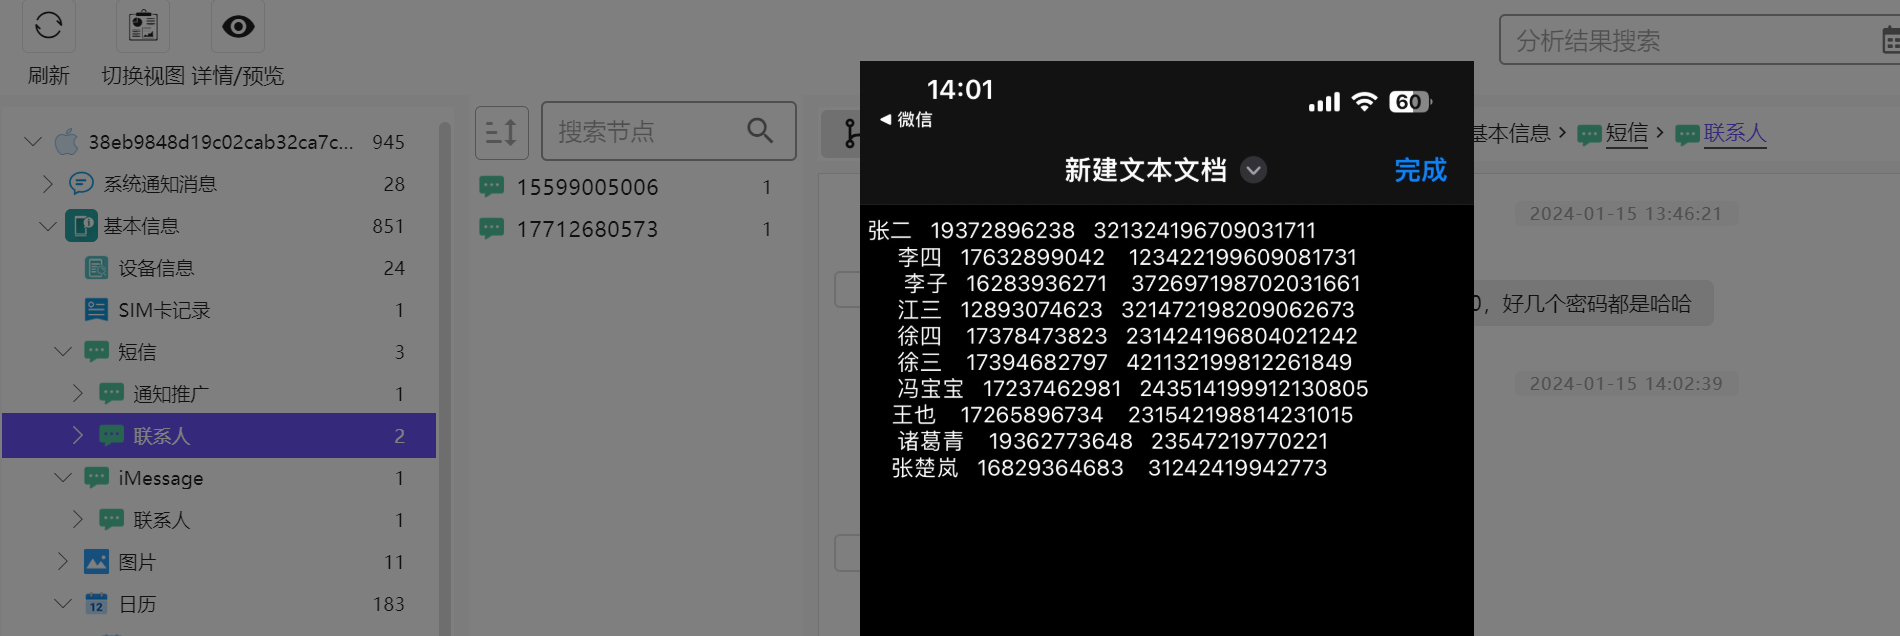 刷新
切换视图
详情/预览
分析结果搜索
38eb9848d19c02cab32ca7c... 945
系统通知消息 28
基本信息 851
设备信息 24
SIM卡记录 1
短信 3
通知推广 1
联系人 2
iMessage 1
联系人 1
图片 11
日历 183
搜索节点
15599005006 1
17712680573 1
14:01
60
微信
新建文本文档
完成
张二 19372896238 321324196709031711
李四 17632899042 123422199609081731
李子 16283936271 372697198702031661
江三 12893074623 321472198209062673
徐四 17378473823 231424196804021242
徐三 17394682797 421132199812261849
冯宝宝 17237462981 243514199912130805
王也 17265896734 231542198814231015
诸葛青 19362773648 23547219770221
张楚岚 16829364683 31242419942773
基本信息 > 短信 > 联系人
2024-01-15 13:46:21
0，好几个密码都是哈哈
2024-01-15 14:02:39